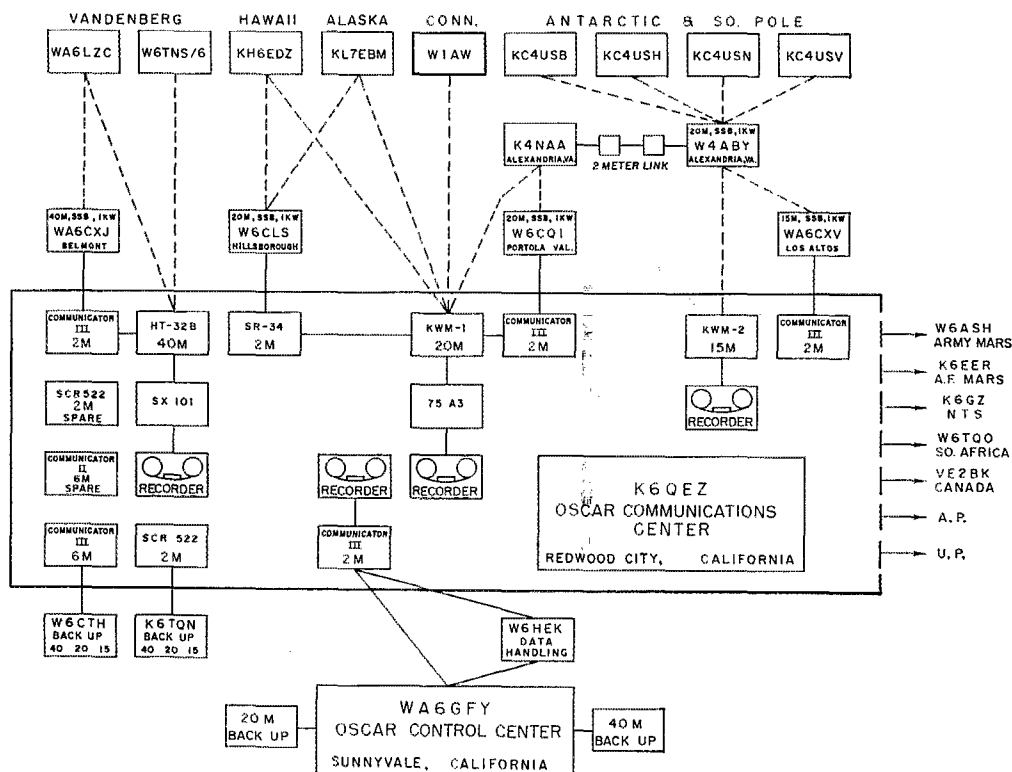 VANDENBERG
HAWAII
ALASKA
CONN.
ANTARCTIC & SO. POLE
WA6LZC
W6TNS/6
KH6EDZ
KL7EBM
W1AW
KC4USB
KC4USH
KC4USN
KC4USV
K4NAA
ALEXANDRIA, VA.
2 METER LINK
20M, SSB, 1KW
W4ABY
ALEXANDRIA, VA.
40M, SSB, 1KW
WA6CXJ
BELMONT
20M, SSB, 1KW
W6CLS
HILLSBOROUGH
20M, SSB, 1KW
W6CQI
PORTOLA VAL.
15M, SSB, 1KW
WA6CXV
LOS ALTOS
COMMUNICATOR
III
2M
HT-32B
40M
SR-34
2M
KWM-1
20M
COMMUNICATOR
III
2M
KWM-2
15M
COMMUNICATOR
III
2M
SCR522
2M
SPARE
SX 101
75 A3
RECORDER
COMMUNICATOR
II
6M
SPARE
RECORDER
RECORDER
RECORDER
COMMUNICATOR
III
6M
SCR 522
2M
COMMUNICATOR
III
2M
K6QEZ
OSCAR COMMUNICATIONS
CENTER
REDWOOD CITY, CALIFORNIA
W6ASH
ARMY MARS
K6EER
A.F. MARS
K6GZ
NTS
W6TQO
SO. AFRICA
VE2BK
CANADA
A.P.
U.P.
W6CTH
BACK UP
40 20 15
K6TQN
BACK UP
40 20 15
W6HEK
DATA
HANDLING
20 M
BACK UP
WA6GFY
OSCAR CONTROL CENTER
SUNNYVALE, CALIFORNIA
40 M
BACK UP